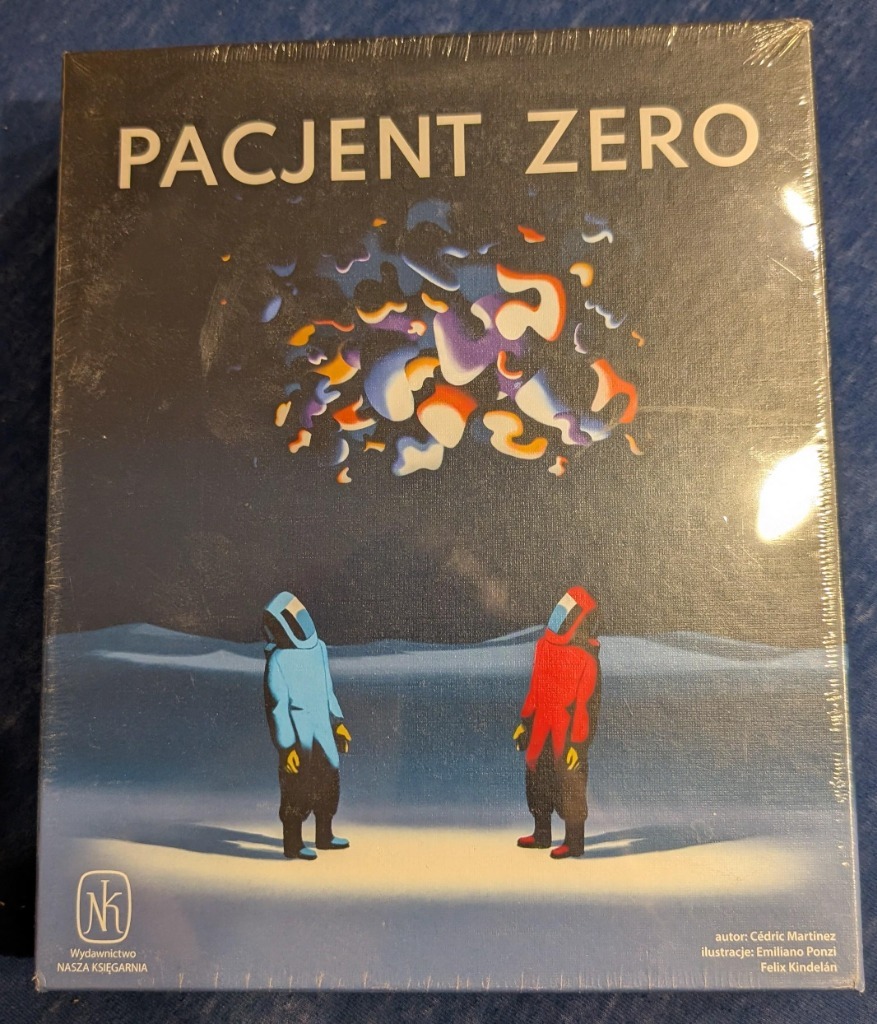 PACJENT ZERO
NK
Wydawnictwo
NASZA KSIĘGARNIA
autor: Cédric Martinez
ilustracje: Emiliano Ponzi
Felix Kindelán